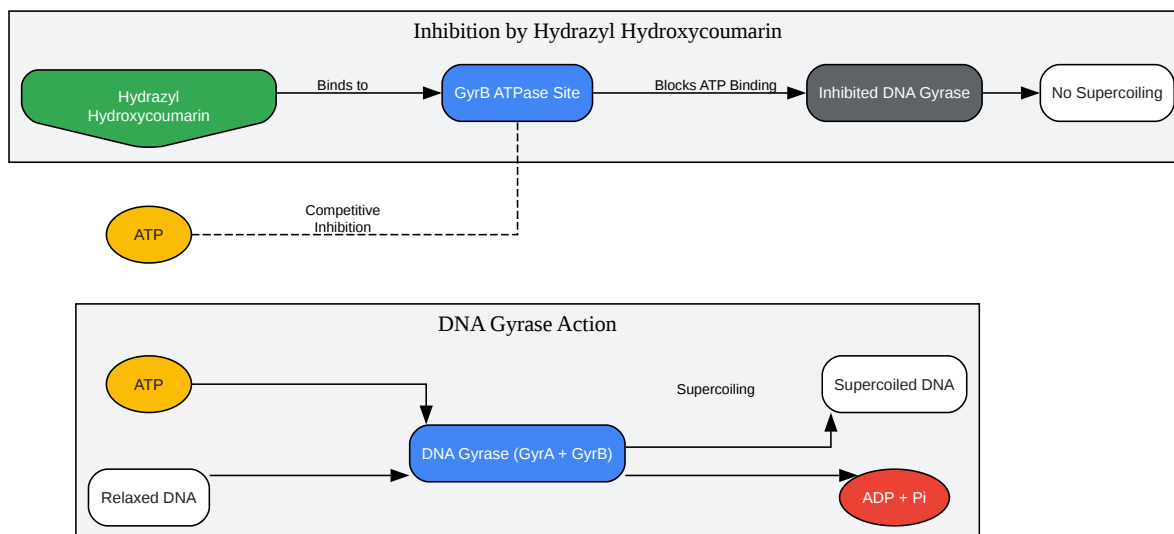 Inhibition by Hydrazyl Hydroxycoumarin
Hydrazyl
Hydroxycoumarin
Binds to
GyrB ATPase Site
Blocks ATP Binding
Inhibited DNA Gyrase
No Supercoiling
Competitive
Inhibition
ATP
DNA Gyrase Action
ATP
Supercoiling
Supercoiled DNA
DNA Gyrase (GyrA + GyrB)
Relaxed DNA
ADP + Pi